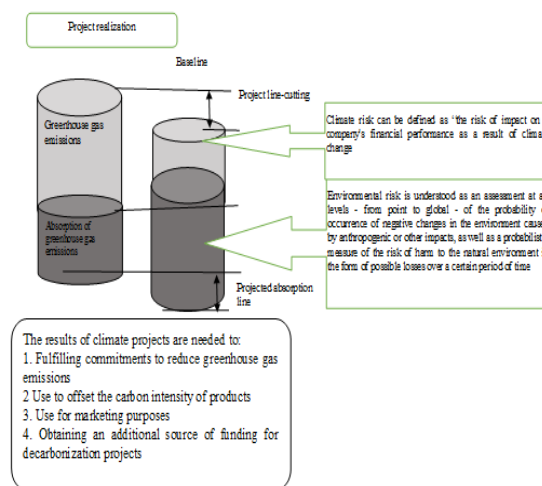 Project realization
Baseline
Project line-cutting
Greenhouse gas
emissions
Climate risk can be defined as "the risk of impact on
company's financial performance as a result of clima
change
Absorption of
greenhouse gas
emissions
Environmental risk is understood as an assessment at a
levels - from point to global - of the probability o
occurrence of negative changes in the environment cause
by anthropogenic or other impacts, as well as a probabilist
measure of the risk of harm to the natural environment
the form of possible losses over a certain period of time
Projected absorption
line
The results of climate projects are needed to:
1. Fulfilling commitments to reduce greenhouse gas
emissions
2 Use to offset the carbon intensity of products
3. Use for marketing purposes
4. Obtaining an additional source of funding for
decarbonization projects